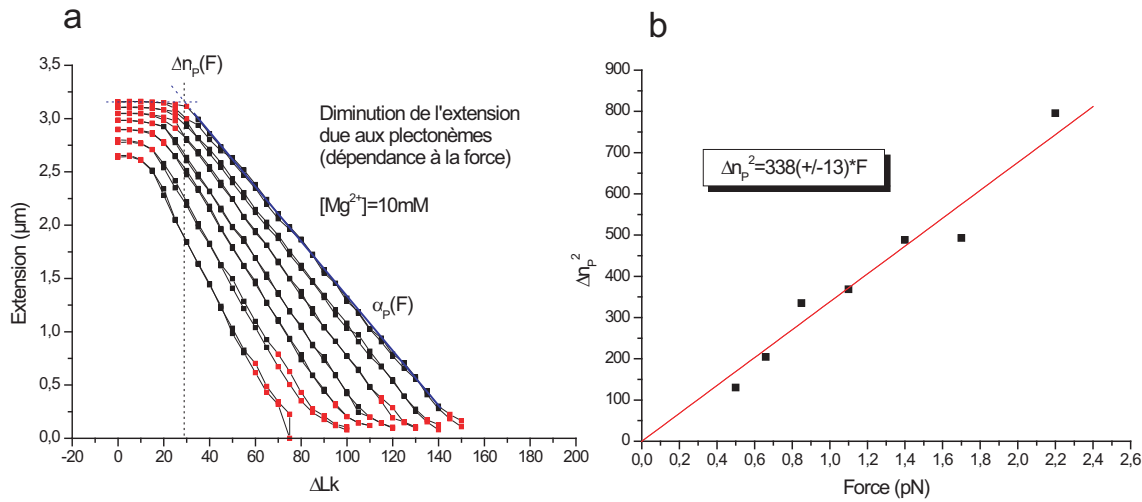 a
Δn_P(F)
Diminution de l'extension
due aux plectonèmes
(dépendance à la force)
[Mg²⁺]=10mM
α_P(F)
Extension (µm)
3,5
3,0
2,5
2,0
1,5
1,0
0,5
0,0
-20 0 20 40 60 80 100 120 140 160 180 200
ΔLk
b
Δn_P²=338(+/-13)*F
Δn_P²
900
800
700
600
500
400
300
200
100
0
0,0 0,2 0,4 0,6 0,8 1,0 1,2 1,4 1,6 1,8 2,0 2,2 2,4 2,6
Force (pN)